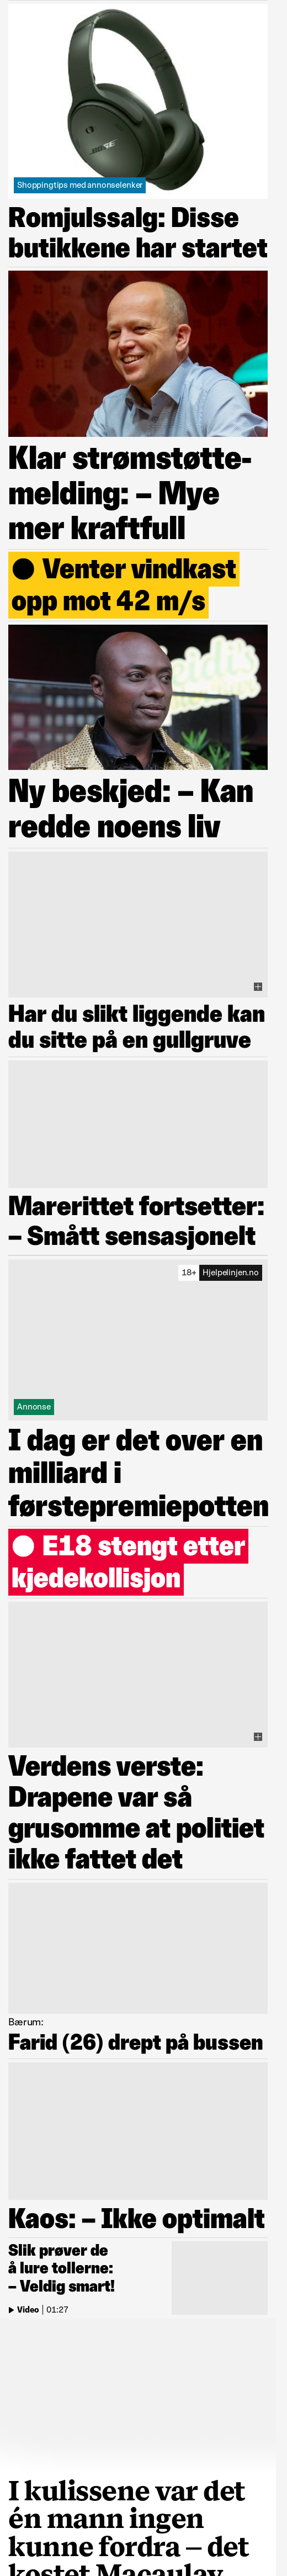 BOSE
Shoppingtips med annonselenker
Romjulssalg: Disse
butikkene har startet
Klar strømstøtte-
melding: – Mye
mer kraftfull
Venter vindkast
opp mot 42 m/s
Ny beskjed: – Kan
redde noens liv
Har du slikt liggende kan
du sitte på en gullgruve
Marerittet fortsetter:
– Smått sensasjonelt
18+ Hjelpelinjen.no
Annonse
I dag er det over en
milliard i
førstepremiepotten
E18 stengt etter
kjedekollisjon
Verdens verste:
Drapene var så
grusomme at politiet
ikke fattet det
Bærum:
Farid (26) drept på bussen
Kaos: – Ikke optimalt
Slik prøver de
å lure tollerne:
– Veldig smart!
Video | 01:27
I kulissene var det
én mann ingen
kunne fordra – det
kostet Macaulay